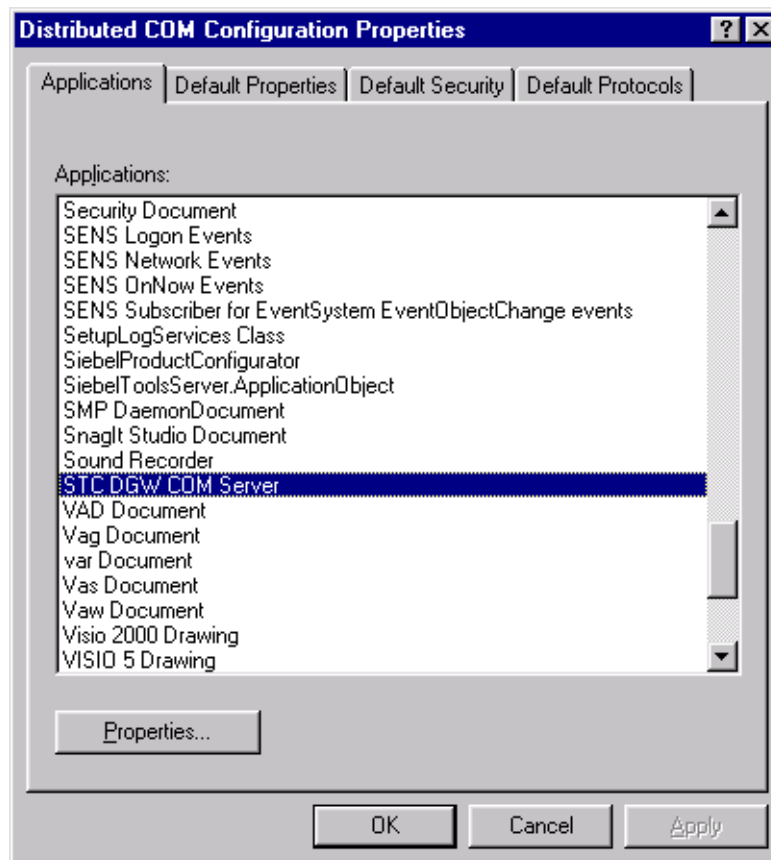 Distributed COM Configuration Properties
Applications Default Properties Default Security Default Protocols
Applications:
Security Document
SENS Logon Events
SENS Network Events
SENS OnNow Events
SENS Subscriber for EventSystem EventObjectChange events
SetupLogServices Class
SiebelProductConfigurator
SiebelToolsServer.ApplicationObject
SMP DaemonDocument
SnagIt Studio Document
Sound Recorder
STC DGW COM Server
VAD Document
Vag Document
var Document
Vas Document
Vaw Document
Visio 2000 Drawing
VISIO 5 Drawing
Properties...
OK Cancel Apply